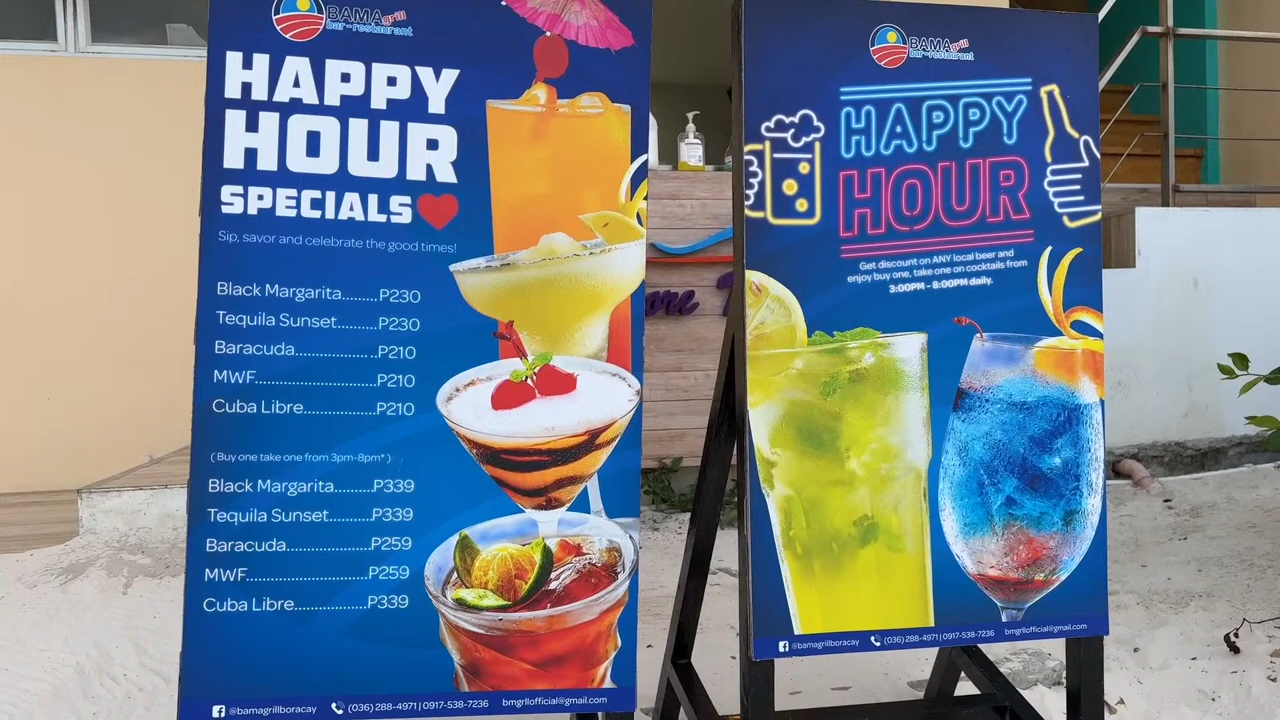 BAMA grill
bar - restaurant
HAPPY
HOUR
SPECIALS
Sip, savor and celebrate the good times!
Black Margarita.........P230
Tequila Sunset..........P230
Baracuda.................. ..P210
MWF..............................P210
Cuba Libre...................P210
( Buy one take one from 3pm-8pm* )
Black Margarita..........P339
Tequila Sunset...........P339
Baracuda.....................P259
MWF..............................P259
Cuba Libre...................P339
@bamagrillboracay (036) 288-4971 | 0917-538-7236 bmgrllofficial@gmail.com
BAMA grill
bar - restaurant
HAPPY
HOUR
Get discount on ANY local beer and
enjoy buy one, take one on cocktails from
3:00PM - 8:00PM daily.
@bamagrillboracay (036) 288-4971 | 0917-538-7236 bmgrllofficial@gmail.com